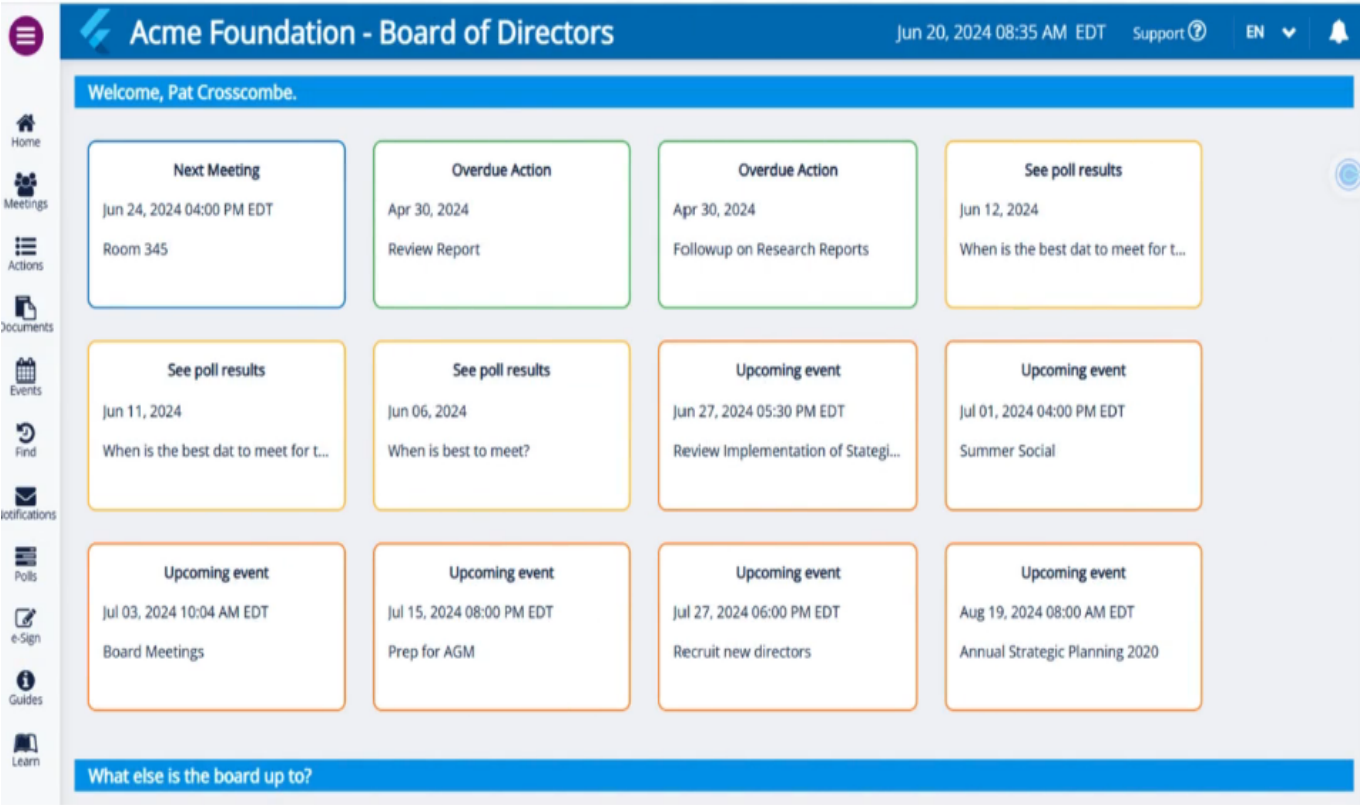 Acme Foundation - Board of Directors
Jun 20, 2024 08:35 AM EDT
Support
EN
Welcome, Pat Crosscombe.
Home
Meetings
Actions
Documents
Events
Find
Notifications
Polls
e-Sign
Guides
Learn
Next Meeting
Jun 24, 2024 04:00 PM EDT
Room 345
Overdue Action
Apr 30, 2024
Review Report
Overdue Action
Apr 30, 2024
Followup on Research Reports
See poll results
Jun 12, 2024
When is the best dat to meet for t...
See poll results
Jun 11, 2024
When is the best dat to meet for t...
See poll results
Jun 06, 2024
When is best to meet?
Upcoming event
Jun 27, 2024 05:30 PM EDT
Review Implementation of Stategi...
Upcoming event
Jul 01, 2024 04:00 PM EDT
Summer Social
Upcoming event
Jul 03, 2024 10:04 AM EDT
Board Meetings
Upcoming event
Jul 15, 2024 08:00 PM EDT
Prep for AGM
Upcoming event
Jul 27, 2024 06:00 PM EDT
Recruit new directors
Upcoming event
Aug 19, 2024 08:00 AM EDT
Annual Strategic Planning 2020
What else is the board up to?